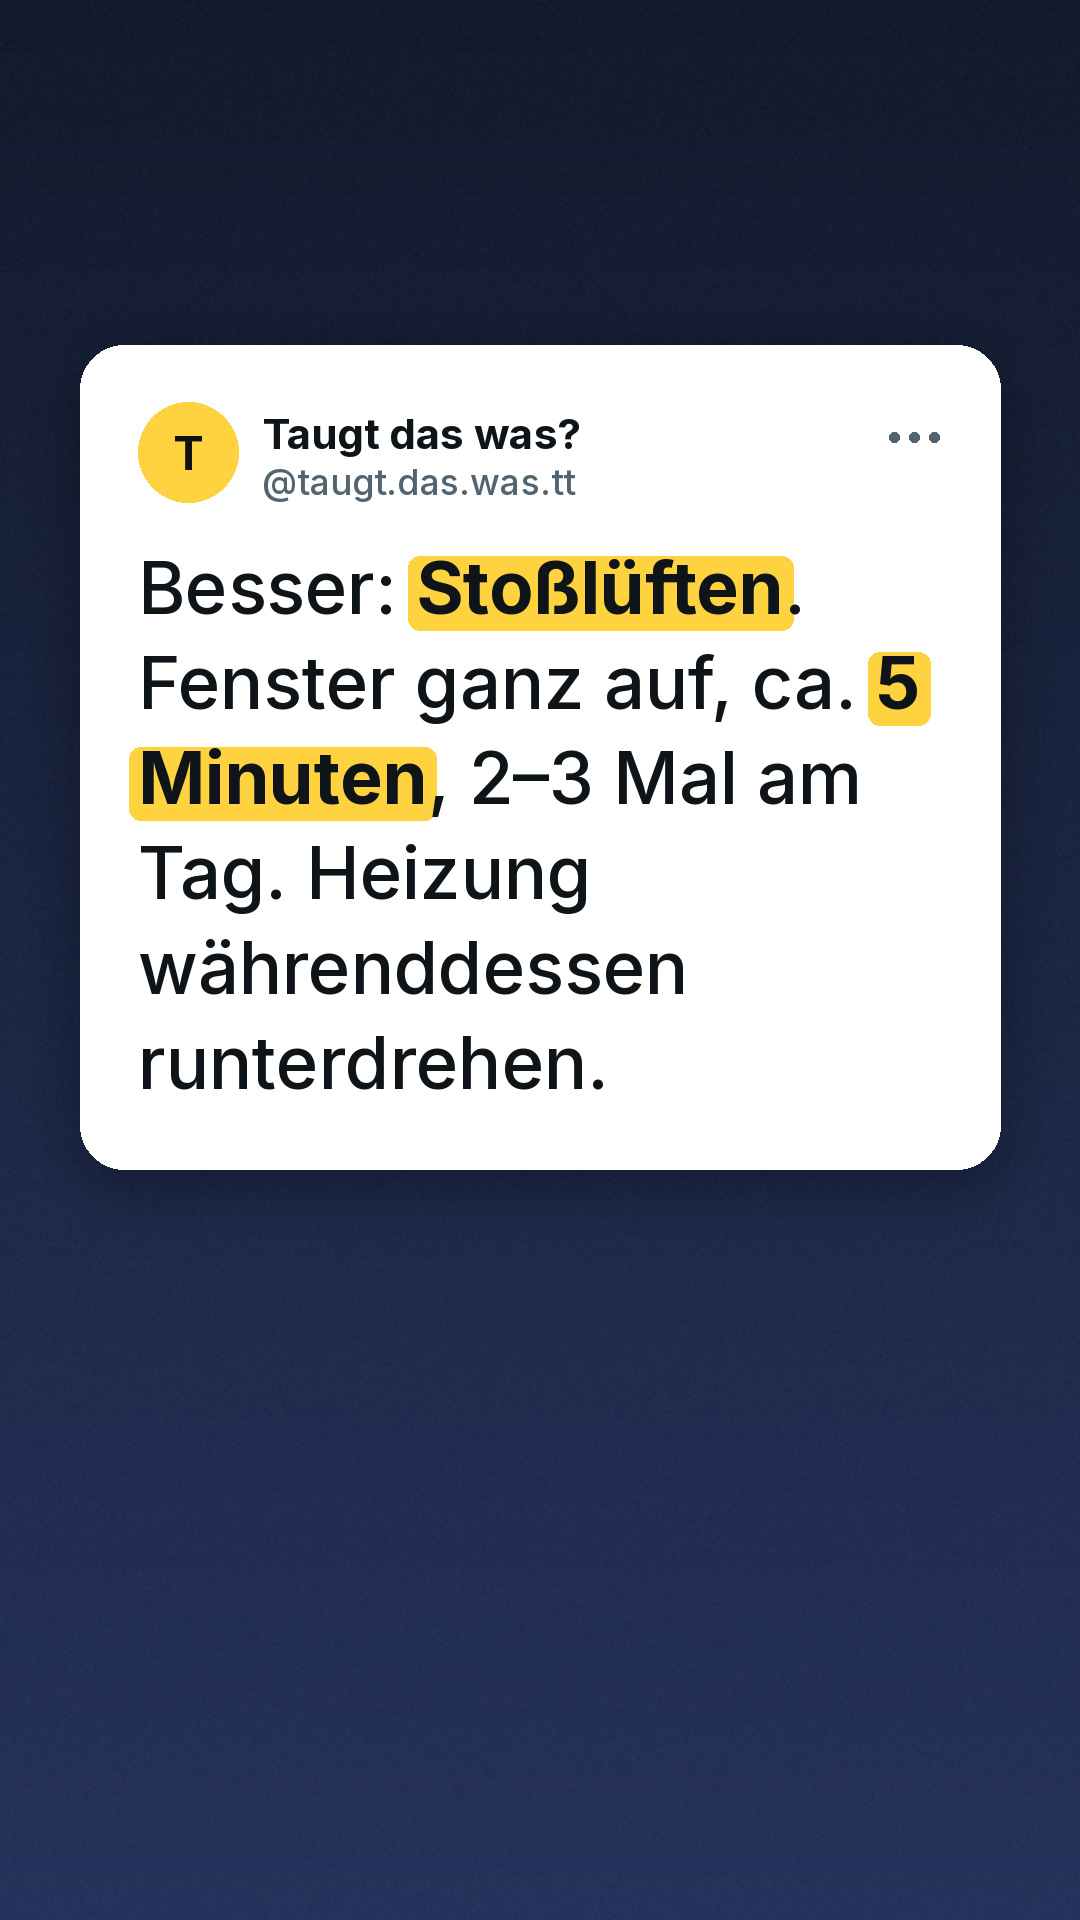 T
Taugt das was?
@taugt.das.was.tt
Besser: Stoßlüften.
Fenster ganz auf, ca. 5
Minuten, 2–3 Mal am
Tag. Heizung
währenddessen
runterdrehen.